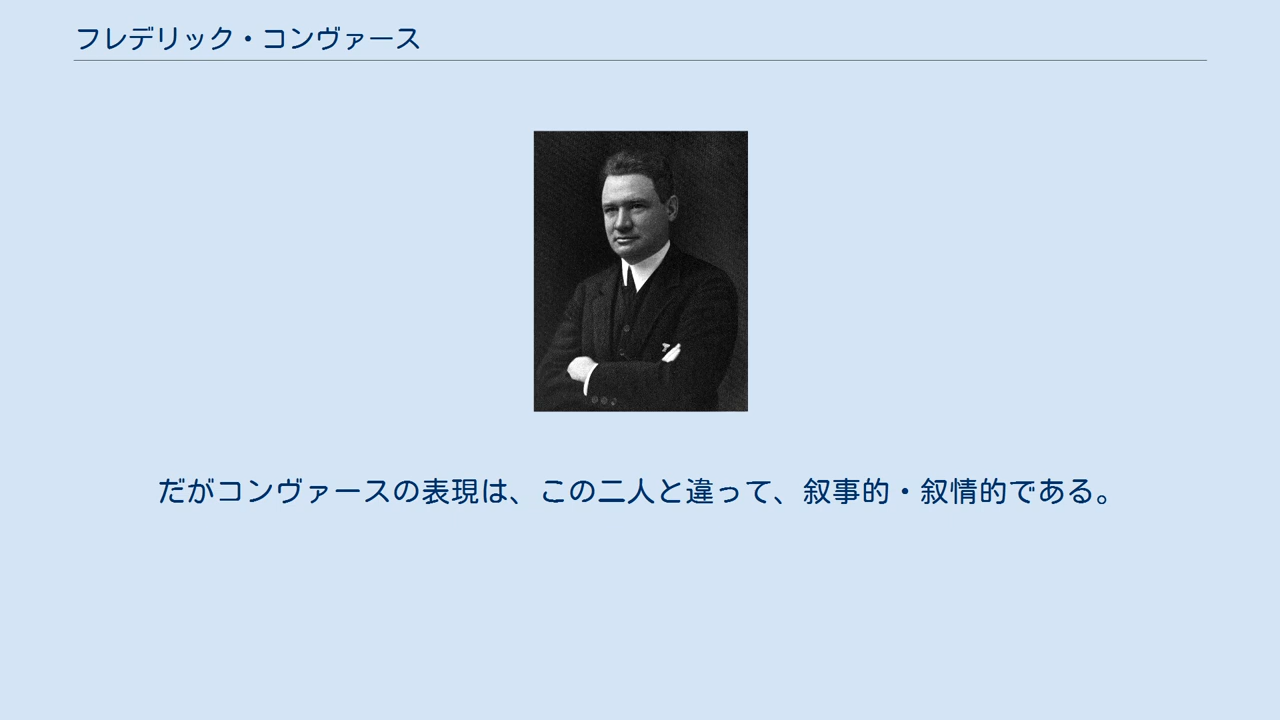 フレデリック・コンヴァース
だがコンヴァースの表現は、この二人と違って、叙事的・叙情的である。